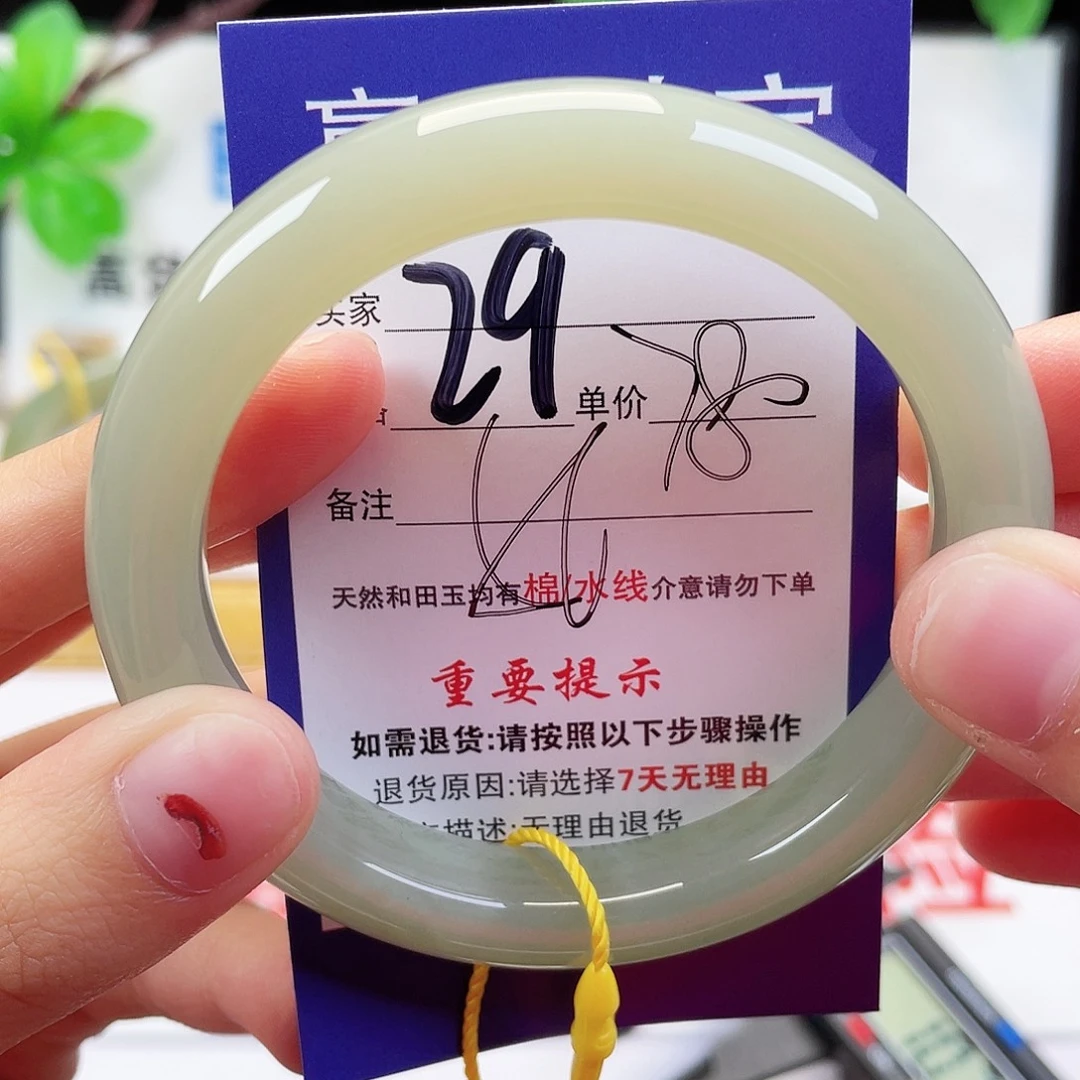 家
买家 29
单价 78
备注
天然和田玉均有棉/水线介意请勿下单
重要提示
如需退货:请按照以下步骤操作
退货原因:请选择7天无理由
描述:无理由退货